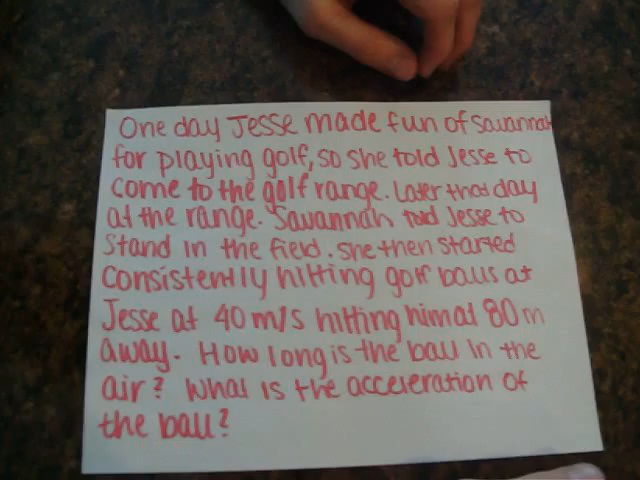 One day Jesse made fun of Savannah
for playing golf, so she told Jesse to
come to the golf range. Later that day
at the range. Savannah told Jesse to
stand in the field. She then started
consistently hitting golf balls at
Jesse at 40 m/s hitting him at 80 m
away. How long is the ball in the
air? What is the acceleration of
the ball?